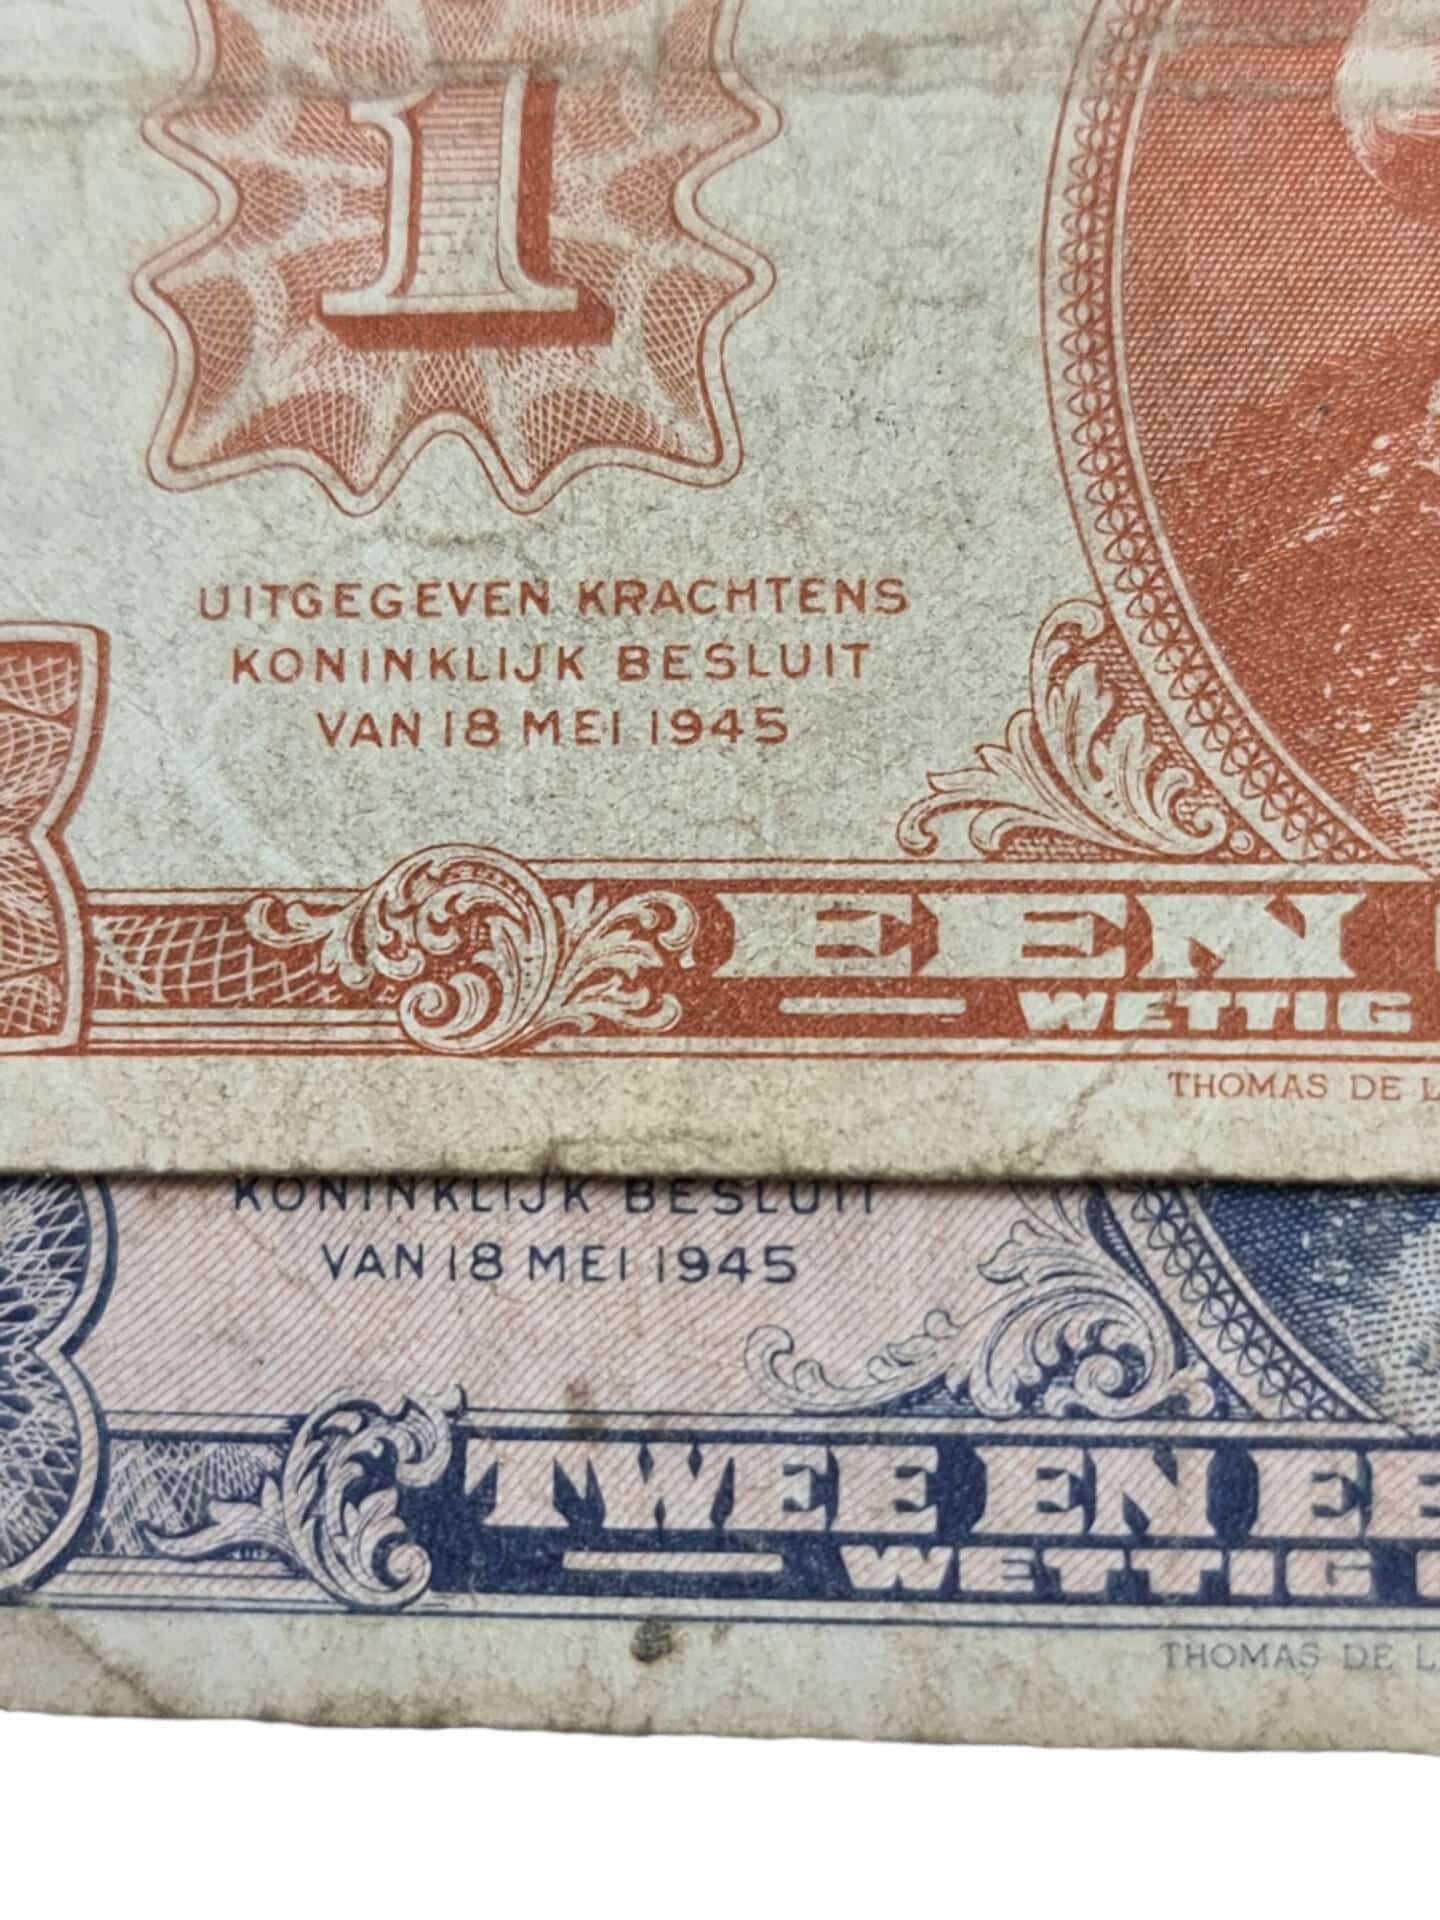 1
UITGEGEVEN KRACHTENS
KONINKLIJK BESLUIT
VAN 18 MEI 1945
EEN
WETTIG
THOMAS DE L
KONINKLIJK BESLUIT
VAN 18 MEI 1945
TWEE EN EE
WETTIG
THOMAS DE L